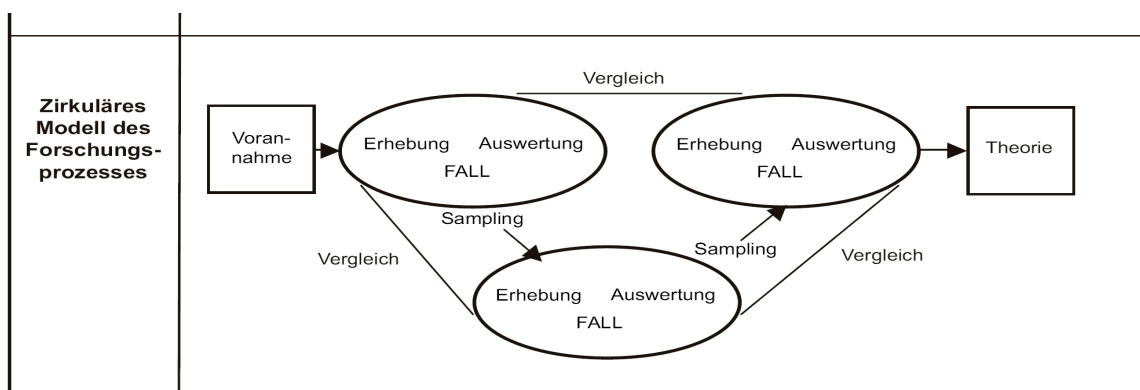 Zirkuläres
Modell des
Forschungs-
prozesses
Voran-
nahme
Erhebung Auswertung
FALL
Vergleich
Erhebung Auswertung
FALL
Theorie
Sampling
Vergleich
Erhebung Auswertung
FALL
Sampling
Vergleich